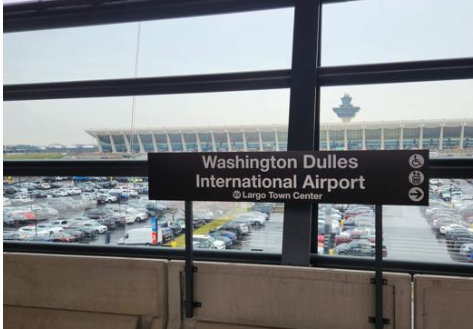 Washington Dulles
International Airport
Largo Town Center